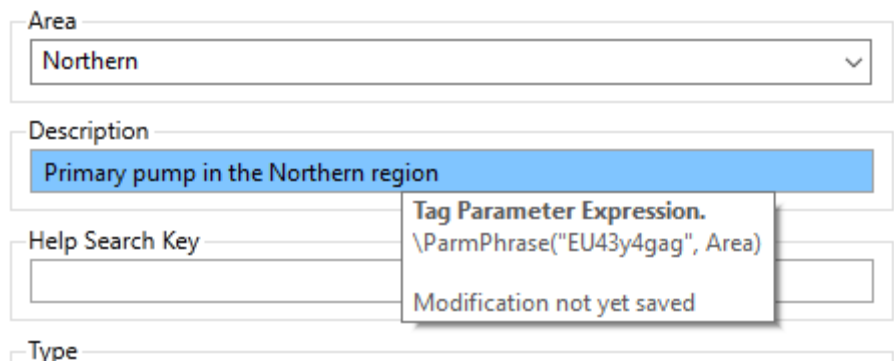 Area
Northern
Description
Primary pump in the Northern region
Tag Parameter Expression.
\ParmPhrase("EU43y4gag", Area)
Modification not yet saved
Help Search Key
Type